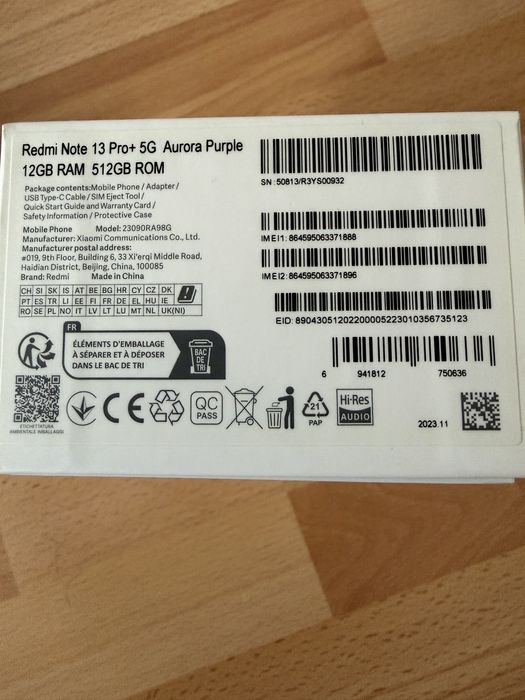 Redmi Note 13 Pro+ 5G Aurora Purple
12GB RAM 512GB ROM
Package contents:Mobile Phone / Adapter /
USB Type-C Cable / SIM Eject Tool /
Quick Start Guide and Warranty Card /
Safety Information / Protective Case
Mobile Phone Model: 23090RA98G
Manufacturer: Xiaomi Communications Co., Ltd.
Manufacturer postal address:
#019, 9th Floor, Building 6, 33 Xi'erqi Middle Road,
Haidian District, Beijing, China, 100085
Brand: Redmi Made in China
CH SI SK IS AT BE BG HR CY CZ DK
PT ES TR LI EE FI FR DE EL HU IE
RO SE PL NO IT LV LT LU MT NL UK(NI)
SN: 50813/R3YS00932
IMEI1: 864595063371888
IMEI2: 864595063371896
EID: 89043051202200005223010356735123
6 941812 750636
FR
ÉLÉMENTS D'EMBALLAGE
À SÉPARER ET À DÉPOSER
DANS LE BAC DE TRI
BAC
DE
TRI
ETICHETTATURA
AMBIENTALE IMBALLAGGI
CE
QC
PASS
21
PAP
Hi-Res
AUDIO
2023.11